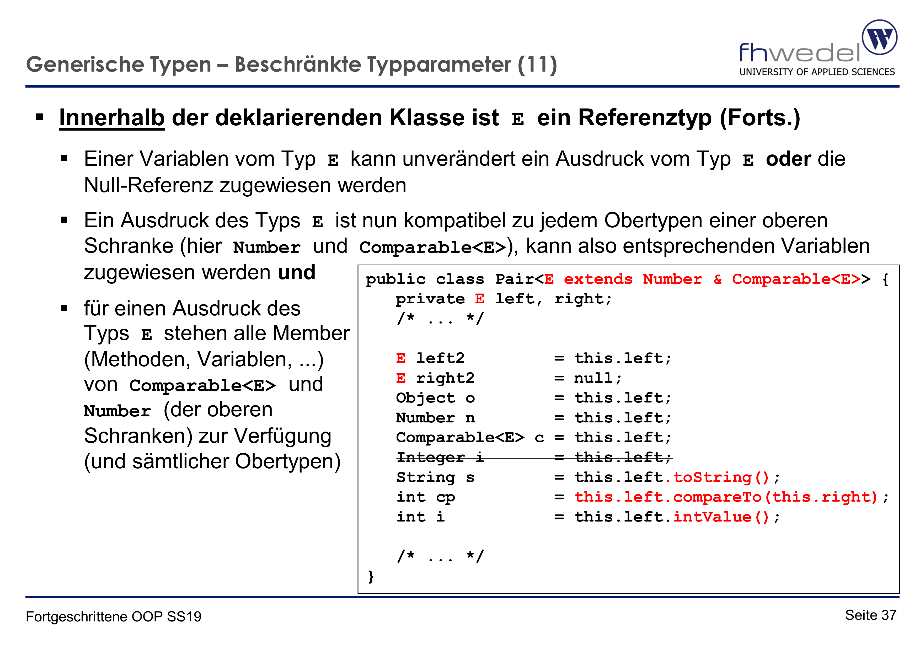 Generische Typen – Beschränkte Typparameter (11)
fhwedel
UNIVERSITY OF APPLIED SCIENCES
▪ Innerhalb der deklarierenden Klasse ist E ein Referenztyp (Forts.)
▪ Einer Variablen vom Typ E kann unverändert ein Ausdruck vom Typ E oder die
Null-Referenz zugewiesen werden
▪ Ein Ausdruck des Typs E ist nun kompatibel zu jedem Obertypen einer oberen
Schranke (hier Number und Comparable<E>), kann also entsprechenden Variablen
zugewiesen werden und
▪ für einen Ausdruck des
Typs E stehen alle Member
(Methoden, Variablen, ...)
von Comparable<E> und
Number (der oberen
Schranken) zur Verfügung
(und sämtlicher Obertypen)
public class Pair<E extends Number & Comparable<E>> {
private E left, right;
/* ... */
E left2 = this.left;
E right2 = null;
Object o = this.left;
Number n = this.left;
Comparable<E> c = this.left;
Integer i = this.left;
String s = this.left.toString();
int cp = this.left.compareTo(this.right);
int i = this.left.intValue();
/* ... */
}
Fortgeschrittene OOP SS19
Seite 37